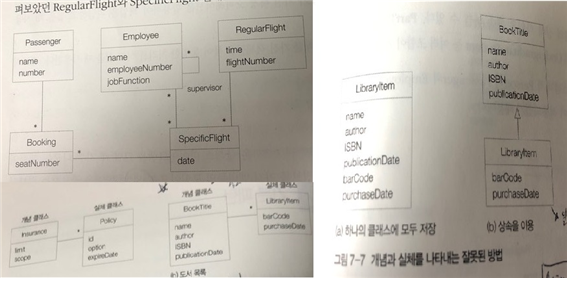 펴보았던 RegularFlight와 SpecificFlight
Passenger
name
number
Employee
name
employeeNumber
jobFunction
RegularFlight
time
flightNumber
*
*
supervisor
*
*
*
*
Booking
seatNumber
*
SpecificFlight
date
개념 클래스
Insurance
limit
scope
*
실체 클래스
Policy
id
option
expiresDate
개념 클래스
BookTitle
name
author
ISBN
publicationDate
*
실체 클래스
LibraryItem
barCode
purchaseDate
(c) 도서 목록
LibraryItem
name
author
ISBN
publicationDate
barCode
purchaseDate
(a) 하나의 클래스에 모두 저장
BookTitle
name
author
ISBN
publicationDate
LibraryItem
barCode
purchaseDate
(b) 상속을 이용
그림 7-7 개념과 실체를 나타내는 잘못된 방법